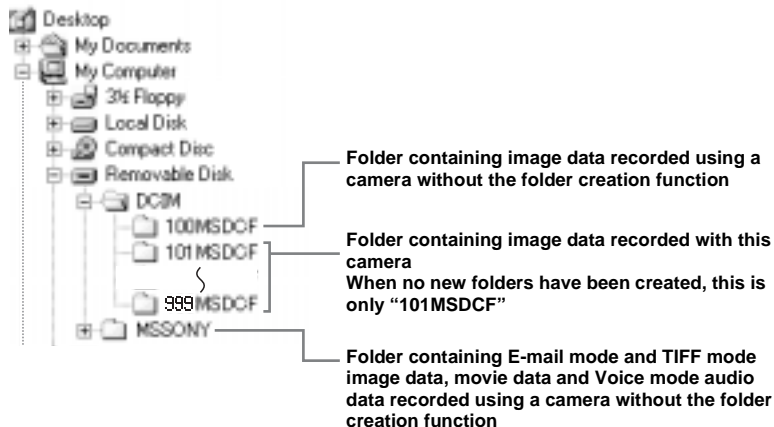 Desktop
My Documents
My Computer
3½ Floppy
Local Disk
Compact Disc
Removable Disk
DCIM
100MSDCF
101MSDCF
999MSDCF
MSSONY
Folder containing image data recorded using a
camera without the folder creation function
Folder containing image data recorded with this
camera
When no new folders have been created, this is
only “101MSDCF”
Folder containing E-mail mode and TIFF mode
image data, movie data and Voice mode audio
data recorded using a camera without the folder
creation function